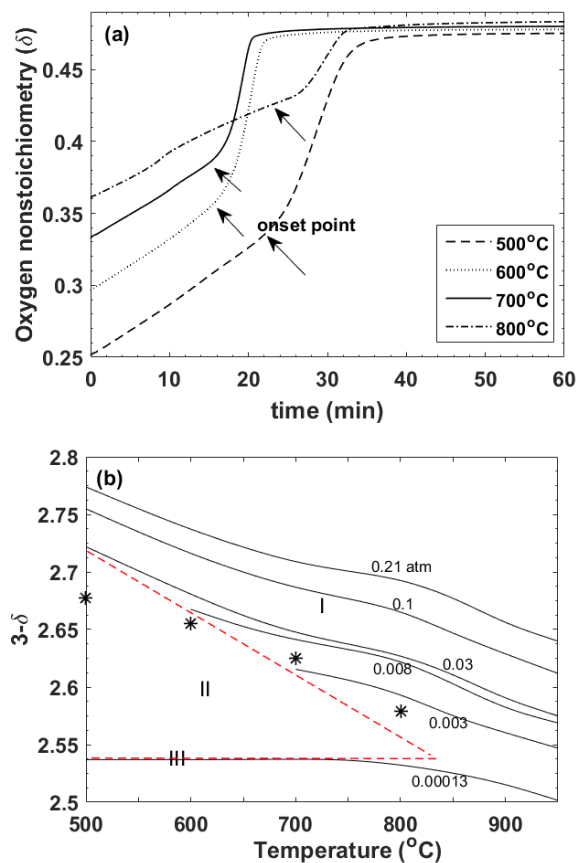 (a)
Oxygen nonstoichiometry (δ)
0.45
0.4
0.35
0.3
0.25
onset point
500°C
600°C
700°C
800°C
0 10 20 30 40 50 60
time (min)
(b)
3-δ
2.8
2.7
2.65
2.6
2.55
2.5
0.21 atm
I
0.1
0.03
0.008
II
0.003
III
0.00013
500 600 700 800 900
Temperature (°C)